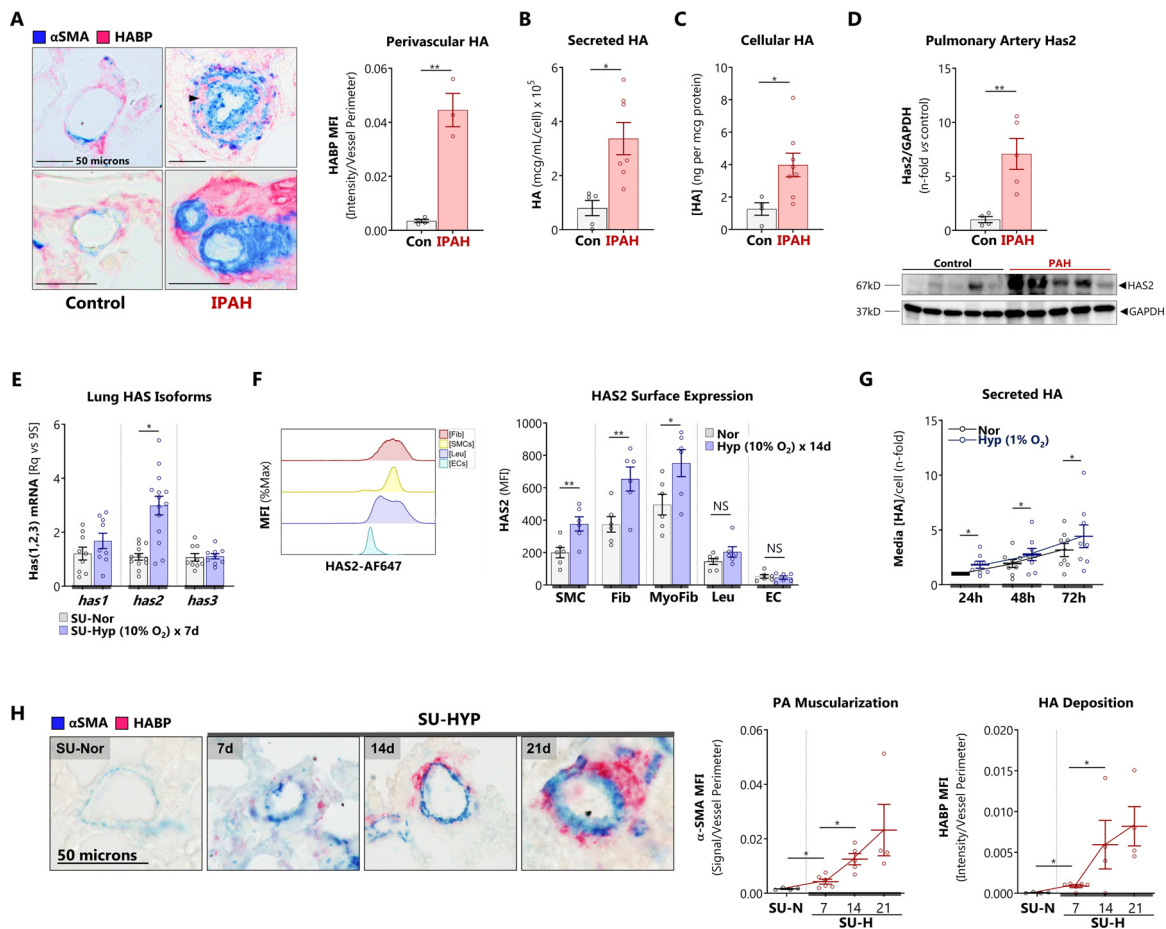 A
αSMA HABP
50 microns
Control IPAH
Perivascular HA
HABP MFI
(Intensity/Vessel Perimeter)
0.06
0.04
0.02
0.00
**
Con IPAH
B
Secreted HA
HA (mcg/mL/cell) x 10⁵
6
4
2
0
*
Con IPAH
C
Cellular HA
[HA] (ng per mcg protein)
10
8
6
4
2
0
*
Con IPAH
D
Pulmonary Artery Has2
Has2/GAPDH
(n-fold vs control)
15
10
5
0
**
Con IPAH
Control PAH
67kD HAS2
37kD GAPDH
E
Lung HAS Isoforms
Has(1,2,3) mRNA [Rq vs 9S]
6
4
2
0
*
has1 has2 has3
SU-Nor
SU-Hyp (10% O₂) x 7d
F
MFI (%Max)
[Fib]
[SMCs]
[Leu]
[ECs]
HAS2-AF647
HAS2 Surface Expression
HAS2 (MFI)
1000
800
600
400
200
0
Nor
Hyp (10% O₂) x 14d
** ** * NS NS
SMC Fib MyoFib Leu EC
G
Secreted HA
Media [HA]/cell (n-fold)
15
10
5
0
Nor
Hyp (1% O₂)
* * *
24h 48h 72h
H
αSMA HABP
SU-HYP
SU-Nor 7d 14d 21d
50 microns
PA Muscularization
α-SMA MFI
(Signal/Vessel Perimeter)
0.06
0.04
0.02
0.00
* *
SU-N 7 14 21
SU-H
HA Deposition
HABP MFI
(Intensity/Vessel Perimeter)
0.020
0.015
0.010
0.005
0.000
* *
SU-N 7 14 21
SU-H